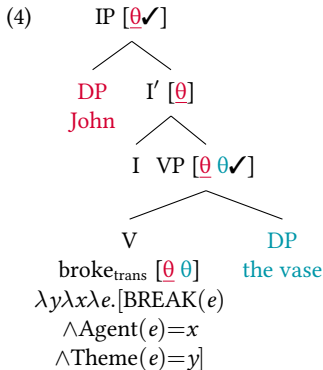 (4) IP [θ✓]
DP I′ [θ]
John
I VP [θ θ✓]
V DP
broke_trans [θ θ] the vase
λyλxλe.[BREAK(e)
∧Agent(e)=x
∧Theme(e)=y]